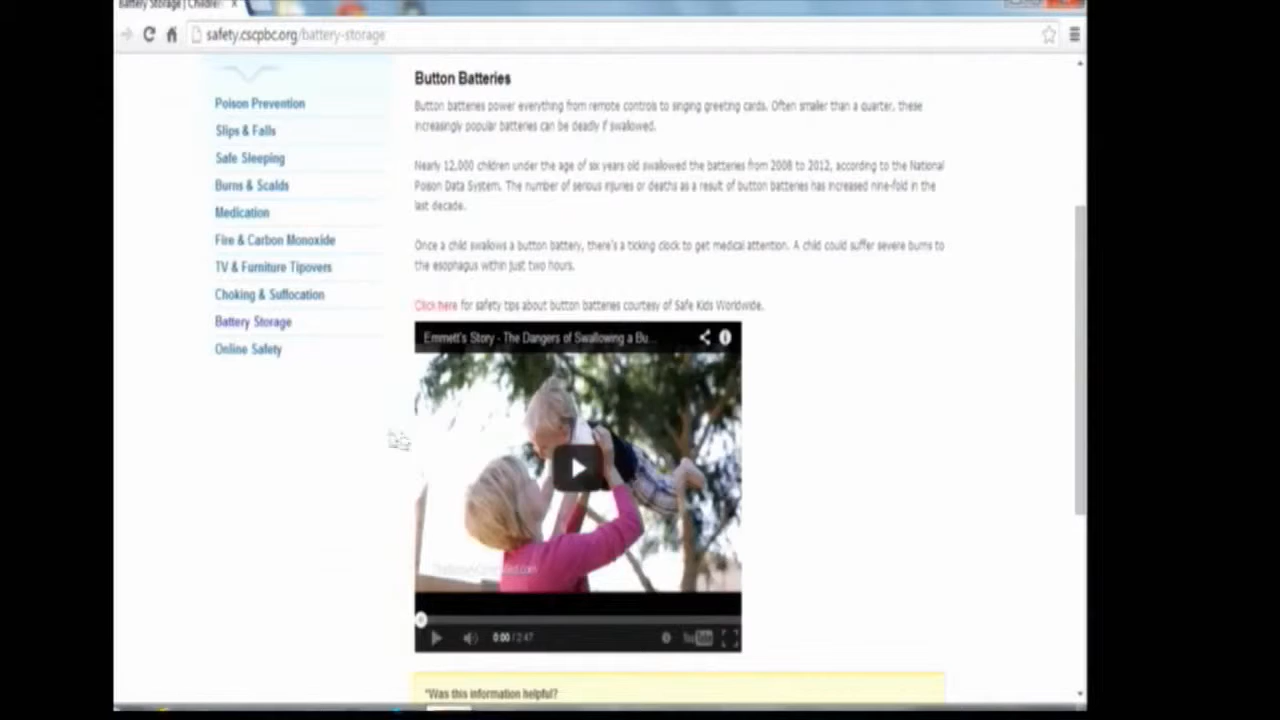 Battery Storage | Children
safety.cscpbc.org/battery-storage
Poison Prevention
Slips & Falls
Safe Sleeping
Burns & Scalds
Medication
Fire & Carbon Monoxide
TV & Furniture Tipovers
Choking & Suffocation
Battery Storage
Online Safety
Button Batteries
Button batteries power everything from remote controls to singing greeting cards. Often smaller than a quarter, these
increasingly popular batteries can be deadly if swallowed.
Nearly 12,000 children under the age of six years old swallowed the batteries from 2008 to 2012, according to the National
Poison Data System. The number of serious injuries or deaths as a result of button batteries has increased nine-fold in the
last decade.
Once a child swallows a button battery, there's a ticking clock to get medical attention. A child could suffer severe burns to
the esophagus within just two hours.
Click here for safety tips about button batteries courtesy of Safe Kids Worldwide.
Emmett's Story - The Dangers of Swallowing a Bu...
0:00 / 2:47
YouTube
*Was this information helpful?